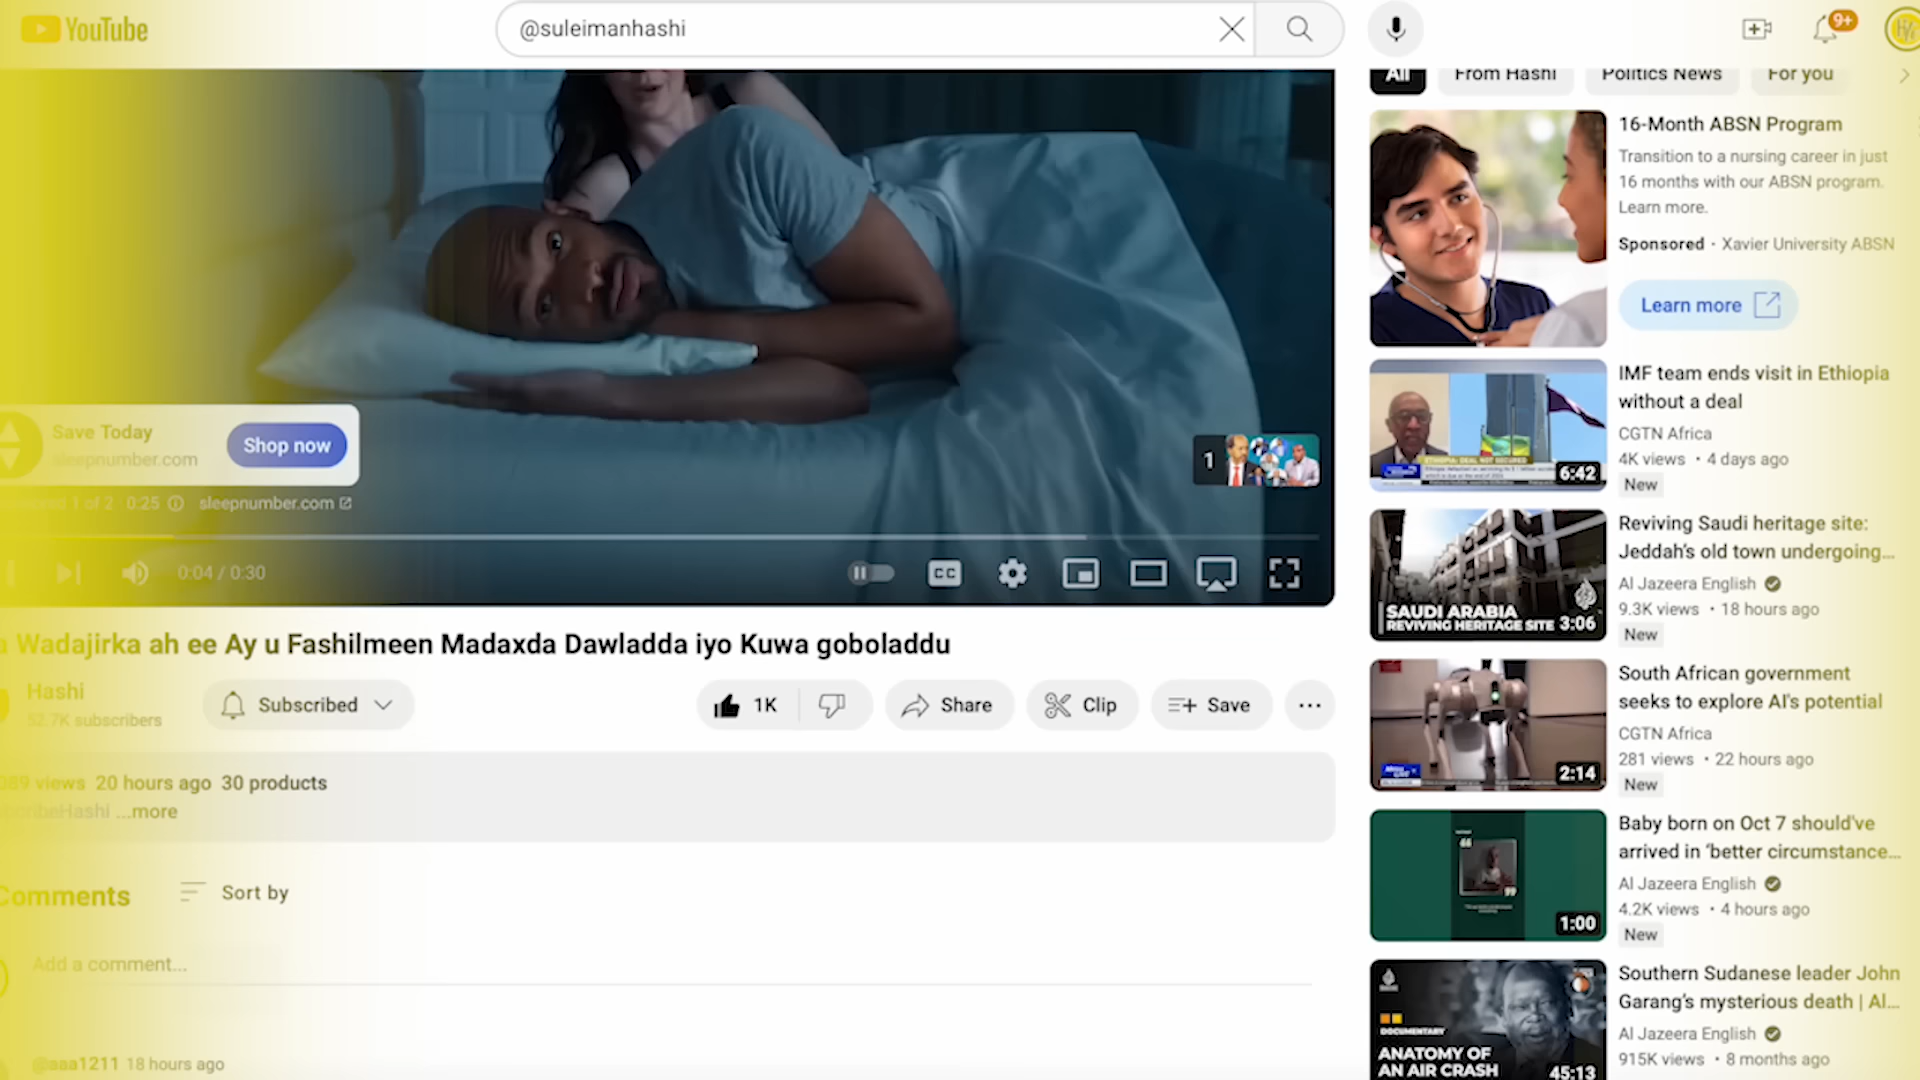 YouTube
@suleimanhashi
9+
All
From Hashi
Politics News
For you
Save Today
sleepnumber.com
Shop now
1 of 2 0:25 sleepnumber.com
1
0:04 / 0:30
CC
Wadajirka ah ee Ay u Fashilmeen Madaxda Dawladda iyo Kuwa goboladdu
Hashi
52.7K subscribers
Subscribed
1K
Share
Clip
Save
views 20 hours ago 30 products
...more
Comments
Sort by
Add a comment...
@aaa1211 18 hours ago
16-Month ABSN Program
Transition to a nursing career in just
16 months with our ABSN program.
Learn more.
Sponsored · Xavier University ABSN
Learn more
6:42
IMF team ends visit in Ethiopia
without a deal
CGTN Africa
4K views • 4 days ago
New
SAUDI ARABIA
REVIVING HERITAGE SITE 3:06
Reviving Saudi heritage site:
Jeddah's old town undergoing...
Al Jazeera English
9.3K views • 18 hours ago
New
2:14
South African government
seeks to explore AI's potential
CGTN Africa
281 views • 22 hours ago
New
1:00
Baby born on Oct 7 should've
arrived in 'better circumstance...
Al Jazeera English
4.2K views • 4 hours ago
New
DOCUMENTARY
ANATOMY OF
AN AIR CRASH
45:13
Southern Sudanese leader John
Garang's mysterious death | Al...
Al Jazeera English
915K views • 8 months ago